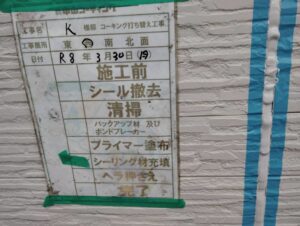 工事名 K 様邸 コーキング打ち替え工事
工事箇所 東 西 南 北 面
日付 R8 年 3 月 30 日 (月)
施工前
シール撤去
清掃
バックアップ材 及び
ボンドブレーカー
プライマー塗布
シーリング材充填
ヘラ押さえ
完了